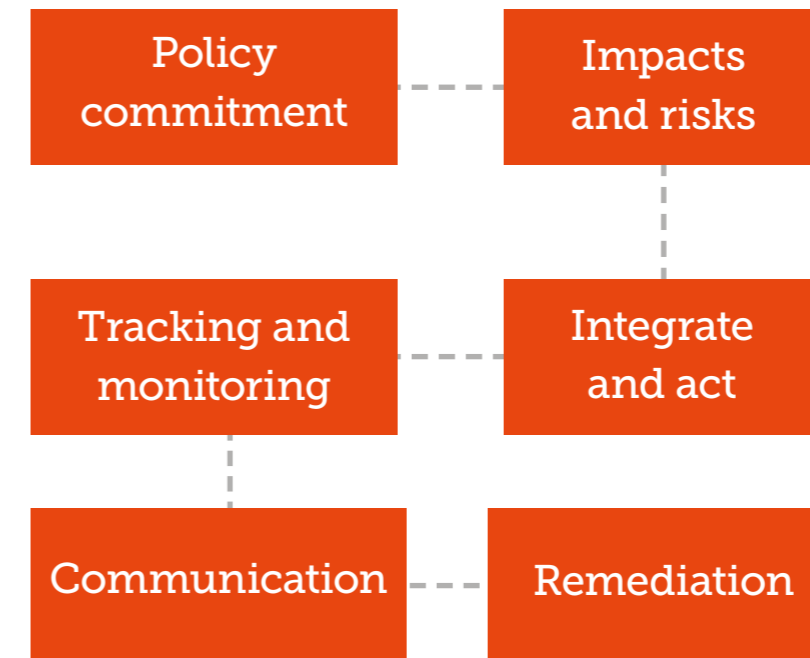 Policy
commitment
Impacts
and risks
Tracking and
monitoring
Integrate
and act
Communication
Remediation